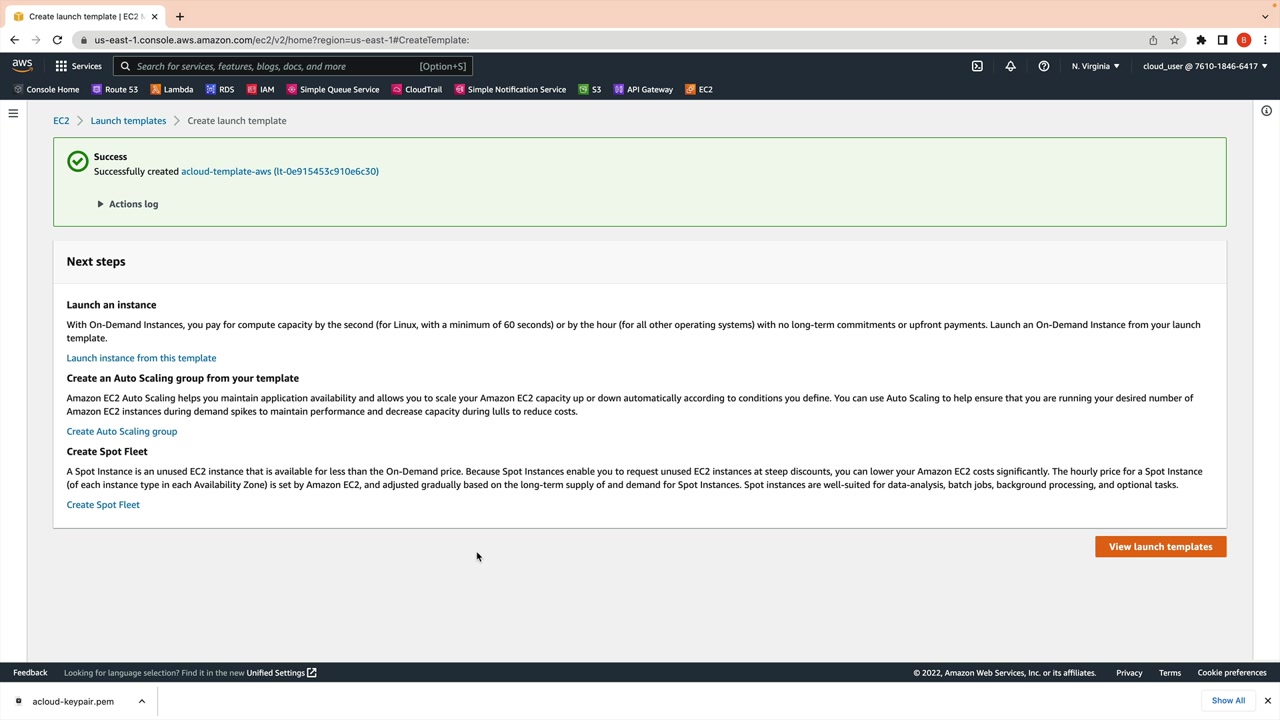 Create launch template | EC2 M
us-east-1.console.aws.amazon.com/ec2/v2/home?region=us-east-1#CreateTemplate:
B
aws
Services
Search for services, features, blogs, docs, and more
[Option+S]
N. Virginia
cloud_user @ 7610-1846-6417
Console Home
Route 53
Lambda
RDS
IAM
Simple Queue Service
CloudTrail
Simple Notification Service
S3
API Gateway
EC2
EC2
Launch templates
Create launch template
Success
Successfully created acloud-template-aws (lt-0e915453c910e6c30)
Actions log
Next steps
Launch an instance
With On-Demand Instances, you pay for compute capacity by the second (for Linux, with a minimum of 60 seconds) or by the hour (for all other operating systems) with no long-term commitments or upfront payments. Launch an On-Demand Instance from your launch
template.
Launch instance from this template
Create an Auto Scaling group from your template
Amazon EC2 Auto Scaling helps you maintain application availability and allows you to scale your Amazon EC2 capacity up or down automatically according to conditions you define. You can use Auto Scaling to help ensure that you are running your desired number of
Amazon EC2 instances during demand spikes to maintain performance and decrease capacity during lulls to reduce costs.
Create Auto Scaling group
Create Spot Fleet
A Spot Instance is an unused EC2 instance that is available for less than the On-Demand price. Because Spot Instances enable you to request unused EC2 instances at steep discounts, you can lower your Amazon EC2 costs significantly. The hourly price for a Spot Instance
(of each instance type in each Availability Zone) is set by Amazon EC2, and adjusted gradually based on the long-term supply of and demand for Spot Instances. Spot instances are well-suited for data-analysis, batch jobs, background processing, and optional tasks.
Create Spot Fleet
View launch templates
Feedback
Looking for language selection? Find it in the new Unified Settings
© 2022, Amazon Web Services, Inc. or its affiliates.
Privacy
Terms
Cookie preferences
acloud-keypair.pem
Show All